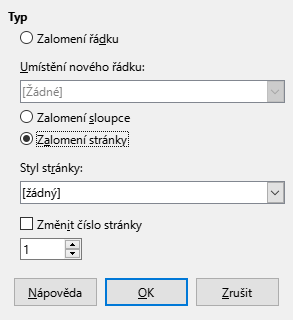 Typ
Zalomení řádku
Umístění nového řádku:
[Žádné]
Zalomení sloupce
Zalomení stránky
Styl stránky:
[žádný]
Změnit číslo stránky
1
Nápověda OK Zrušit